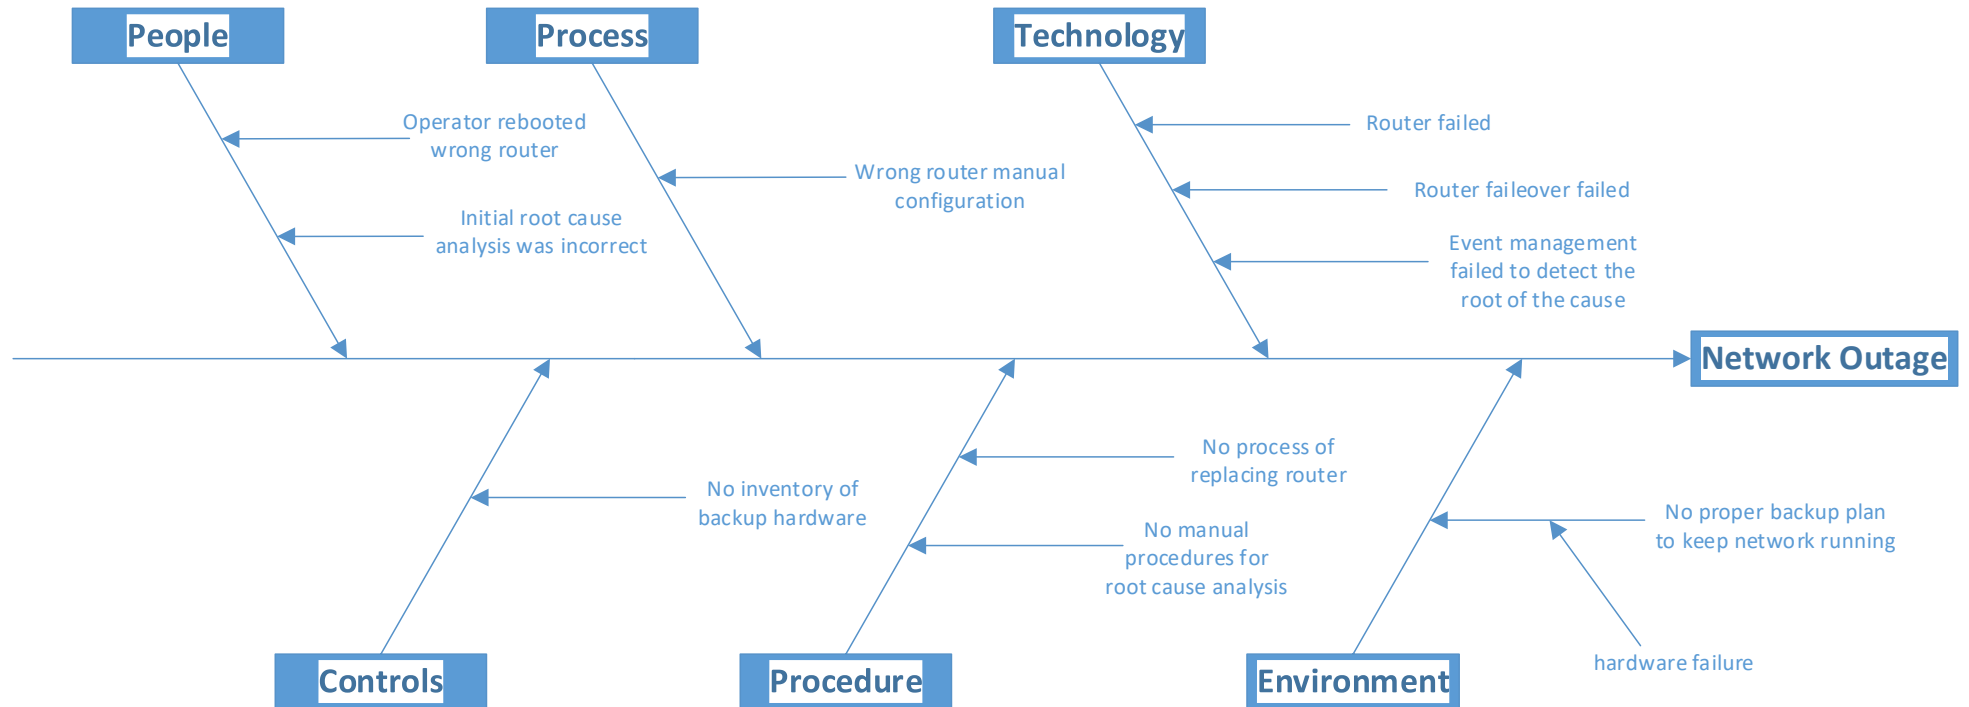 People
Process
Technology
Operator rebooted
wrong router
Initial root cause
analysis was incorrect
Wrong router manual
configuration
Router failed
Router faileover failed
Event management
failed to detect the
root of the cause
Network Outage
No inventory of
backup hardware
No process of
replacing router
No manual
procedures for
root cause analysis
No proper backup plan
to keep network running
hardware failure
Controls
Procedure
Environment